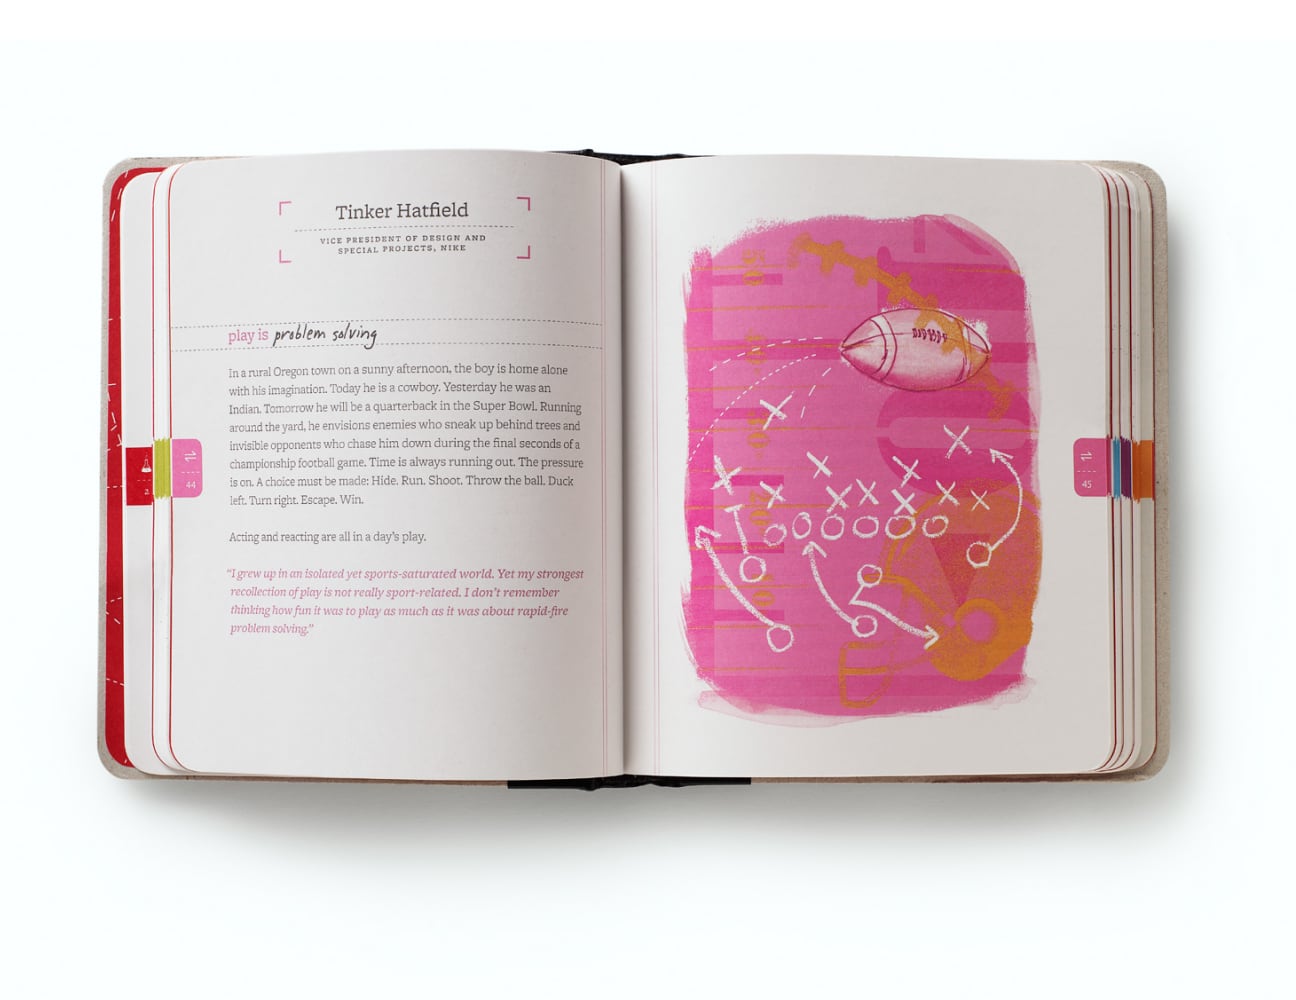 Tinker Hatfield
VICE PRESIDENT OF DESIGN AND
SPECIAL PROJECTS, NIKE
play is problem solving
In a rural Oregon town on a sunny afternoon, the boy is home alone
with his imagination. Today he is a cowboy. Yesterday he was an
Indian. Tomorrow he will be a quarterback in the Super Bowl. Running
around the yard, he envisions enemies who sneak up behind trees and
invisible opponents who chase him down during the final seconds of a
championship football game. Time is always running out. The pressure
is on. A choice must be made: Hide. Run. Shoot. Throw the ball. Duck
left. Turn right. Escape. Win.
Acting and reacting are all in a day's play.
"I grew up in an isolated yet sports-saturated world. Yet my strongest
recollection of play is not really sport-related. I don't remember
thinking how fun it was to play as much as it was about rapid-fire
problem solving."
44
45